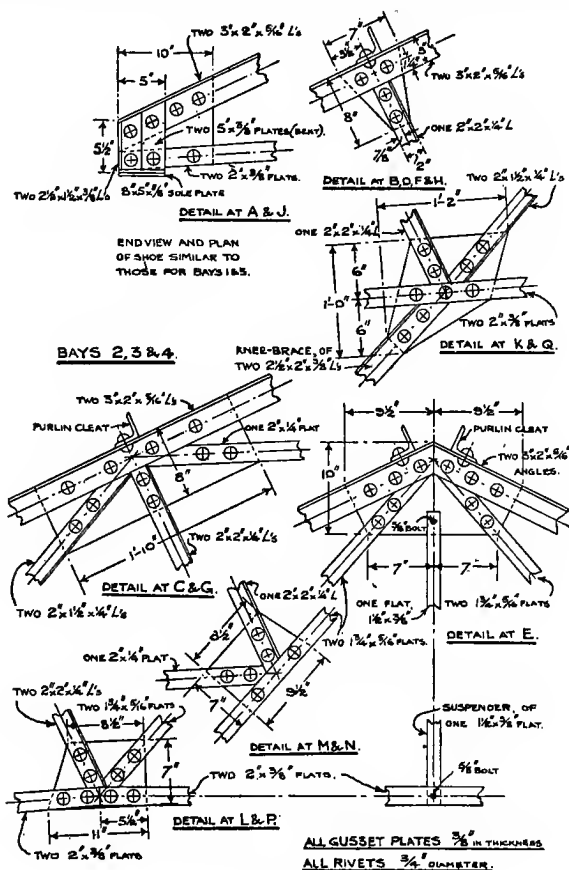 10"
5"
5½"
TWO 3"x2"x5/16" L's
TWO 5"x3/8" PLATES (BENT).
TWO 2"x3/8" FLATS.
TWO 2½"x1½"x3/8" L's
8"x5"x5/8" SOLE PLATE
DETAIL AT A & J.
END VIEW AND PLAN
OF SHOE SIMILAR TO
THOSE FOR BAYS 1&5.
7"
3½"
8"
TWO 3"x2"x5/16" L's
ONE 2"x2"x¼" L
7/8"
DETAIL AT B,D,F&H.
BAYS 2,3 & 4.
TWO 2"x1½"x¼" L's
1'-2"
ONE 2"x2"x¼" L
6"
1'-0"
6"
TWO 2"x3/8" FLATS
KNEE-BRACE, OF
TWO 2½"x2"x3/8" L's
DETAIL AT K & Q.
TWO 3"x2"x5/16" L's
PURLIN CLEAT
ONE 2"x¼" FLAT
8"
1'-10"
TWO 2"x2"x¼" L's
TWO 2"x1½"x¼" L's
DETAIL AT C & G.
9½"
9½"
PURLIN CLEAT
TWO 3"x2"x5/16"
ANGLES.
10"
5/8" BOLT
7"
7"
ONE FLAT
1½"x3/8"
TWO 1¾"x5/16" FLATS
TWO 1¾"x5/16" FLATS.
DETAIL AT E.
ONE 2"x2"x¼" L
8½"
ONE 2"x¼" FLAT
7"
9½"
DETAIL AT M & N.
TWO 2"x2"x¼" L's
TWO 1¾"x5/16" FLATS
8½"
7"
TWO 2"x3/8" FLATS.
5½"
11"
TWO 2"x3/8" FLATS
DETAIL AT L & P.
SUSPENDER, OF
ONE 1½"x3/8" FLAT.
5/8" BOLT
ALL GUSSET PLATES 3/8" IN THICKNESS
ALL RIVETS 3/4" DIAMETER.